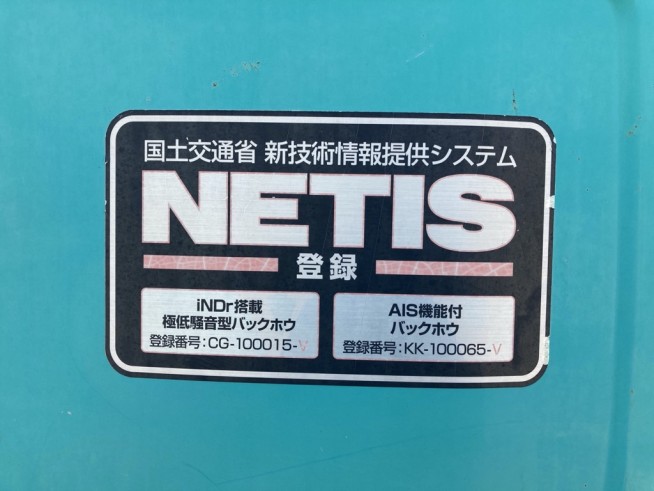 国土交通省 新技術情報提供システム
NETIS
登録
iNDr搭載
極低騒音型バックホウ
登録番号:CG-100015-V
AIS機能付
バックホウ
登録番号:KK-100065-V